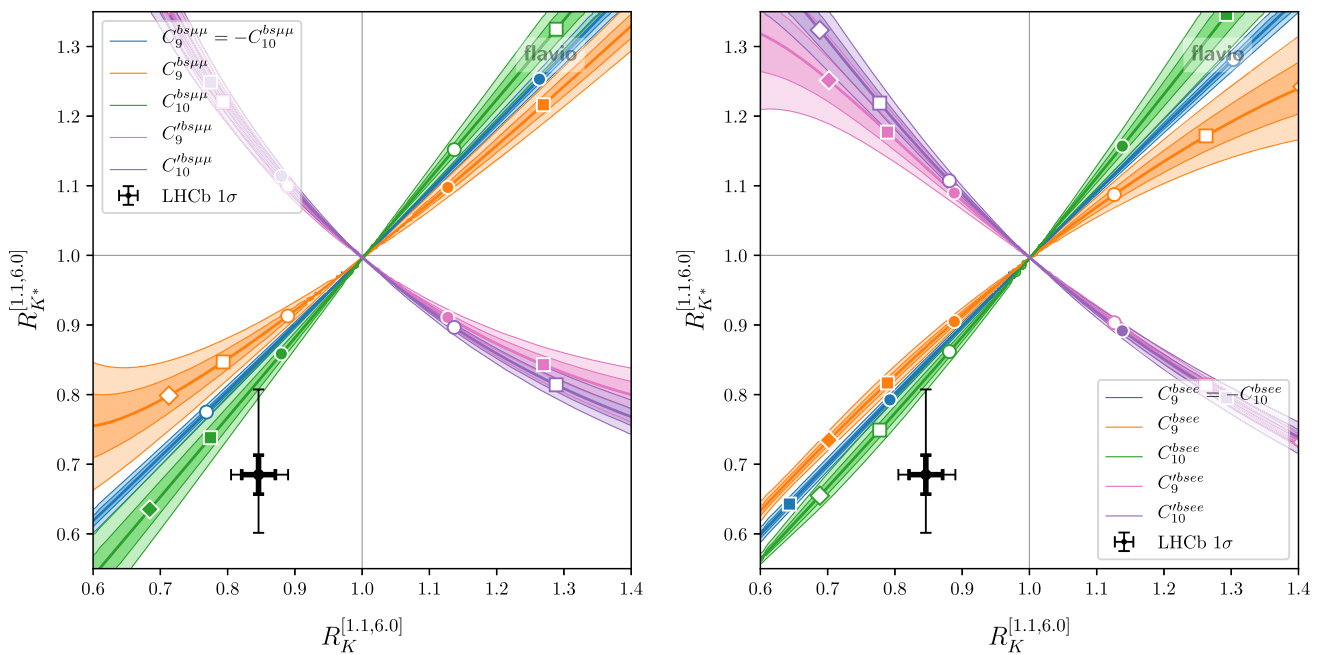 1.3
1.2
1.1
1.0
0.9
0.8
0.7
0.6
R_{K^*}^{[1.1,6.0]}
C_9^{bsμμ} = −C_{10}^{bsμμ}
C_9^{bsμμ}
C_{10}^{bsμμ}
C_9^{′bsμμ}
C_{10}^{′bsμμ}
LHCb 1σ
flavio
0.6 0.7 0.8 0.9 1.0 1.1 1.2 1.3 1.4
R_K^{[1.1,6.0]}
1.3
1.2
1.1
1.0
0.9
0.8
0.7
0.6
R_{K^*}^{[1.1,6.0]}
flavio
C_9^{bsee} = −C_{10}^{bsee}
C_9^{bsee}
C_{10}^{bsee}
C_9^{′bsee}
C_{10}^{′bsee}
LHCb 1σ
0.6 0.7 0.8 0.9 1.0 1.1 1.2 1.3 1.4
R_K^{[1.1,6.0]}